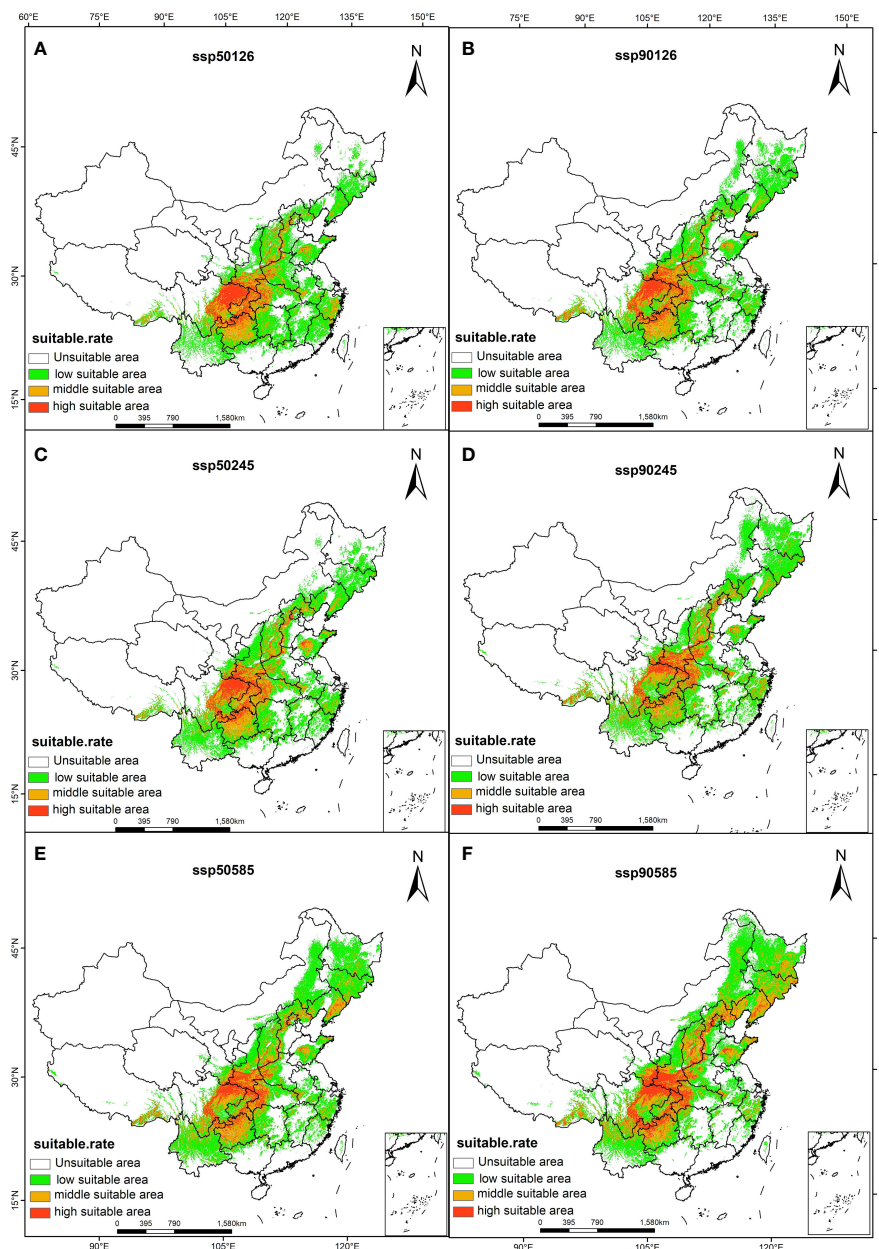 60°E 75°E 90°E 105°E 120°E 135°E 75°E 90°E 105°E 120°E 135°E 150°E
A
ssp50126
N
45°N
30°N
15°N
suitable.rate
Unsuitable area
low suitable area
middle suitable area
high suitable area
0 395 790 1,580km
B
ssp90126
N
suitable.rate
Unsuitable area
low suitable area
middle suitable area
high suitable area
0 395 790 1,580km
C
ssp50245
N
45°N
30°N
15°N
suitable.rate
Unsuitable area
low suitable area
middle suitable area
high suitable area
0 395 790 1,580km
D
ssp90245
N
suitable.rate
Unsuitable area
low suitable area
middle suitable area
high suitable area
0 395 790 1,580km
E
ssp50585
N
45°N
30°N
15°N
suitable.rate
Unsuitable area
low suitable area
middle suitable area
high suitable area
0 395 790 1,580km
F
ssp90585
N
suitable.rate
Unsuitable area
low suitable area
middle suitable area
high suitable area
0 395 790 1,580km
90°E 105°E 120°E 90°E 105°E 120°E